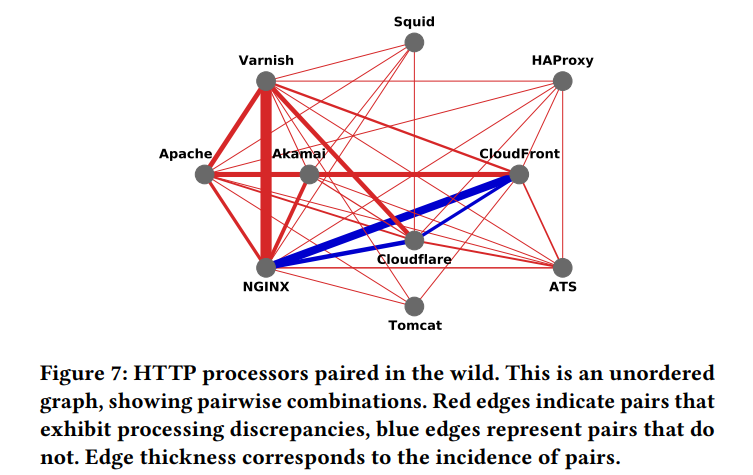 Squid
Varnish
HAProxy
Apache
Akamai
CloudFront
Cloudflare
NGINX
ATS
Tomcat
Figure 7: HTTP processors paired in the wild. This is an unordered
graph, showing pairwise combinations. Red edges indicate pairs that
exhibit processing discrepancies, blue edges represent pairs that do
not. Edge thickness corresponds to the incidence of pairs.